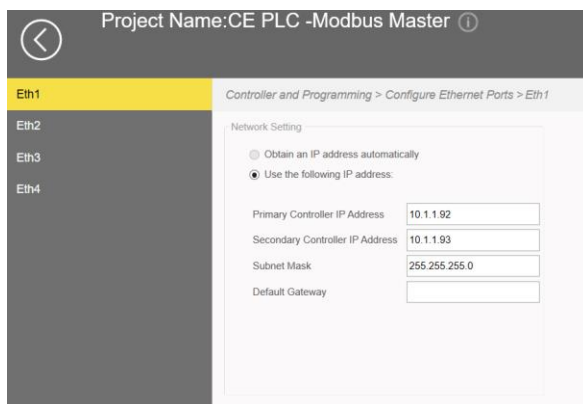 Project Name:CE PLC -Modbus Master
Eth1
Eth2
Eth3
Eth4
Controller and Programming > Configure Ethernet Ports > Eth1
Network Setting
Obtain an IP address automatically
Use the following IP address:
Primary Controller IP Address 10.1.1.92
Secondary Controller IP Address 10.1.1.93
Subnet Mask 255.255.255.0
Default Gateway